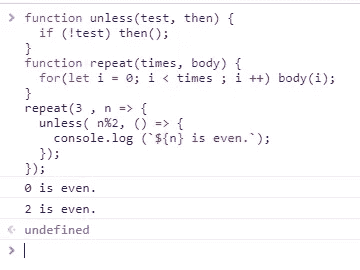 > function unless(test, then) {
    if (!test) then();
  }
  function repeat(times, body) {
    for(let i = 0; i < times ; i ++) body(i);
  }
  repeat(3 , n => {
    unless( n%2, () => {
      console.log (`${n} is even.`);
    });
  });
  0 is even.
  2 is even.
< undefined
>